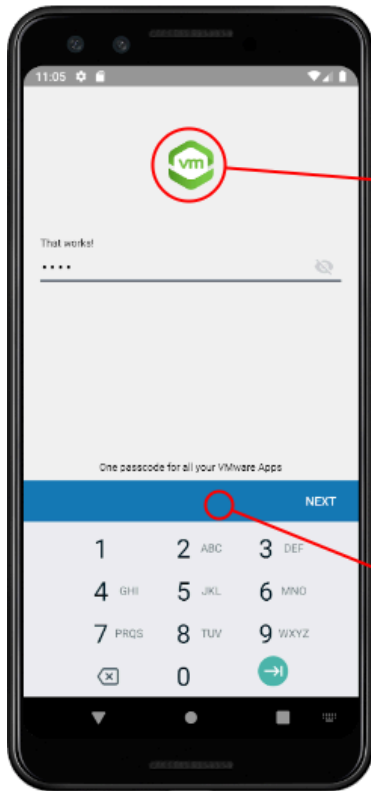 11:05
vm
That works!
One passcode for all your VMware Apps
NEXT
1 2 ABC 3 DEF
4 GHI 5 JKL 6 MNO
7 PRQS 8 TUV 9 WXYZ
0